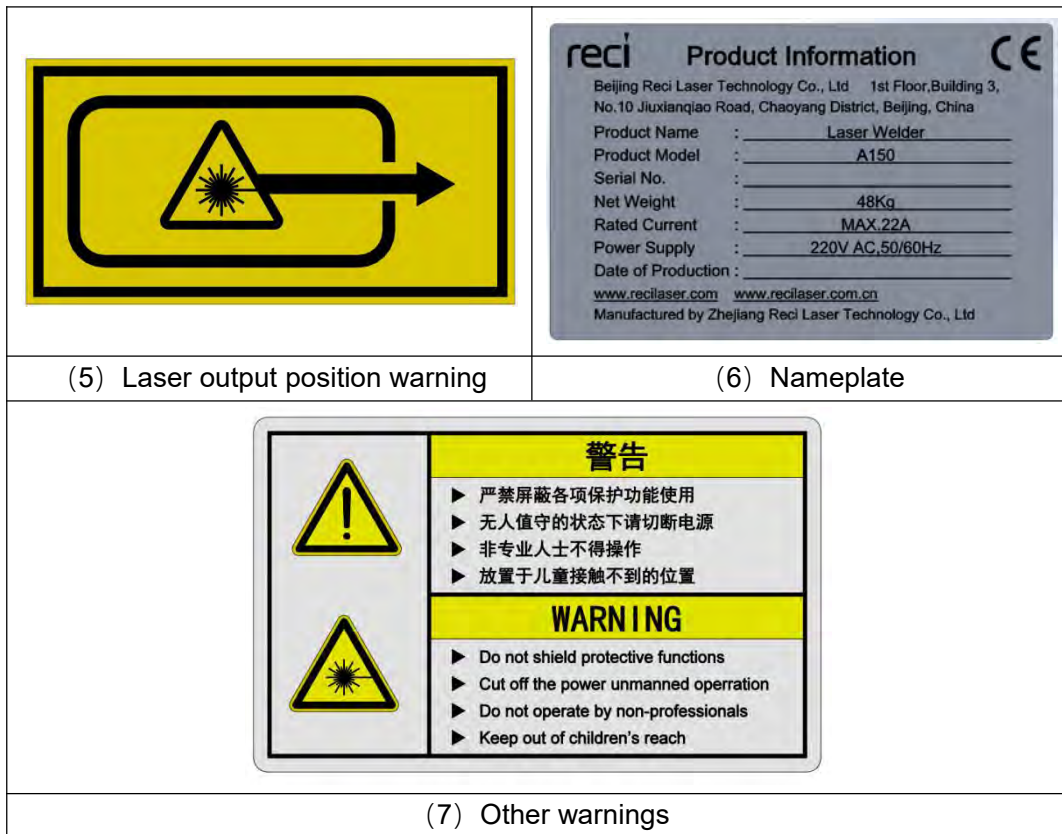 reci Product Information CE
Beijing Reci Laser Technology Co., Ltd 1st Floor,Building 3,
No.10 Jiuxianqiao Road, Chaoyang District, Beijing, China
Product Name : Laser Welder
Product Model : A150
Serial No. :
Net Weight : 48Kg
Rated Current : MAX.22A
Power Supply : 220V AC,50/60Hz
Date of Production :
www.recilaser.com www.recilaser.com.cn
Manufactured by Zhejiang Reci Laser Technology Co., Ltd
（5）Laser output position warning
（6）Nameplate
警告
▶ 严禁屏蔽各项保护功能使用
▶ 无人值守的状态下请切断电源
▶ 非专业人士不得操作
▶ 放置于儿童接触不到的位置
WARNING
▶ Do not shield protective functions
▶ Cut off the power unmanned operration
▶ Do not operate by non-professionals
▶ Keep out of children's reach
（7）Other warnings